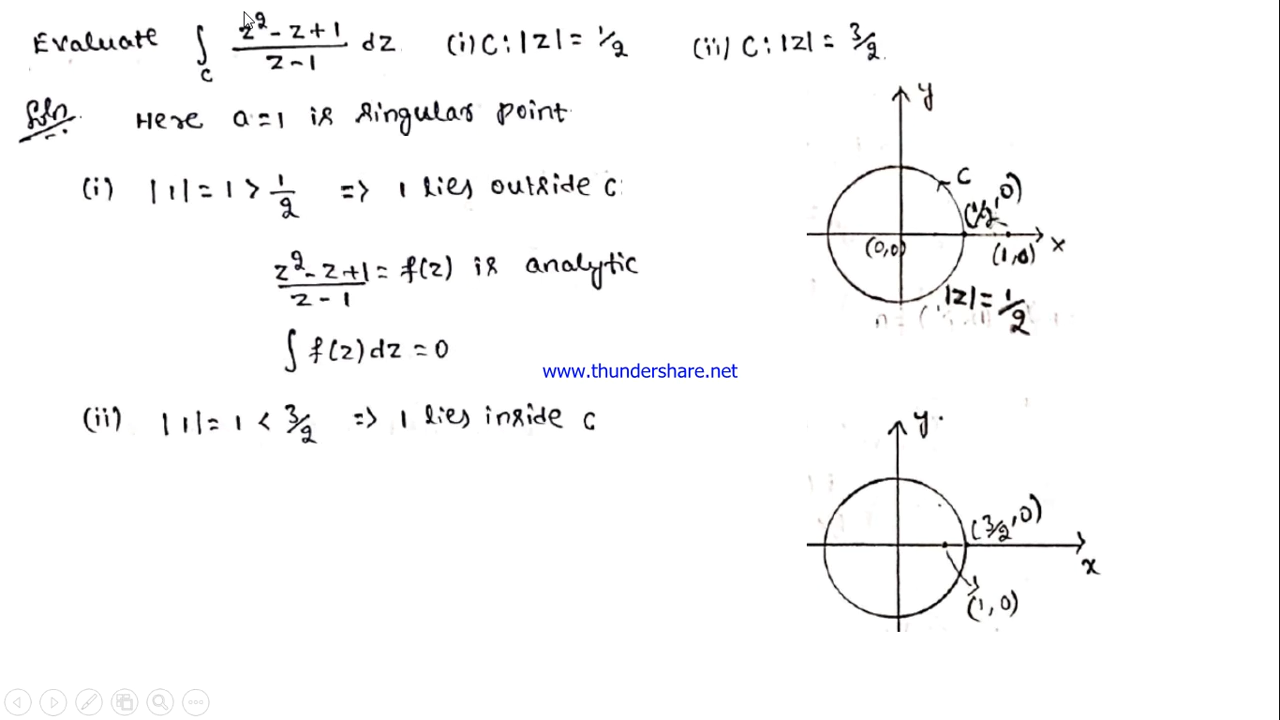 Evaluate ∫_C (z² - z + 1)/(z - 1) dz (i) C : |z| = 1/2 (ii) C : |z| = 3/2.
Soln. Here a = 1 is singular point
(i) |1| = 1 > 1/2 => 1 lies outside C
(z² - z + 1)/(z - 1) = f(z) is analytic
∫ f(z) dz = 0
(ii) |1| = 1 < 3/2 => 1 lies inside C
y
C
(1/2, 0)
(0,0)
(1, 0)
x
|z| = 1/2
www.thundershare.net
y.
(3/2, 0)
x
(1, 0)